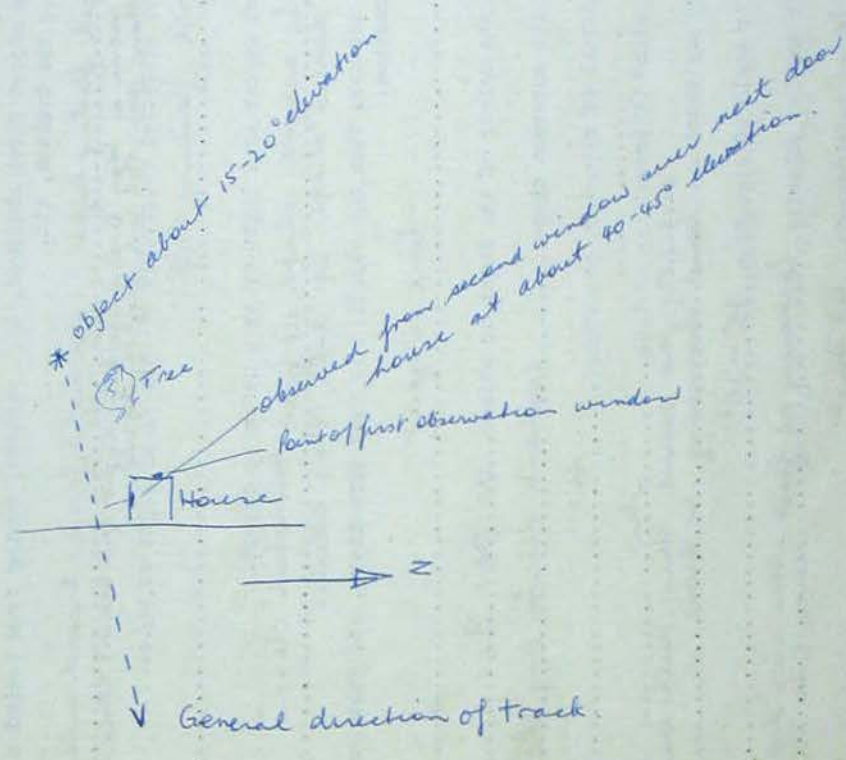 * object about 15-20° elevation
Tree
observed from second window over next door
house at about 40-45° elevation.
Point of first observation window
House
N
General direction of track.